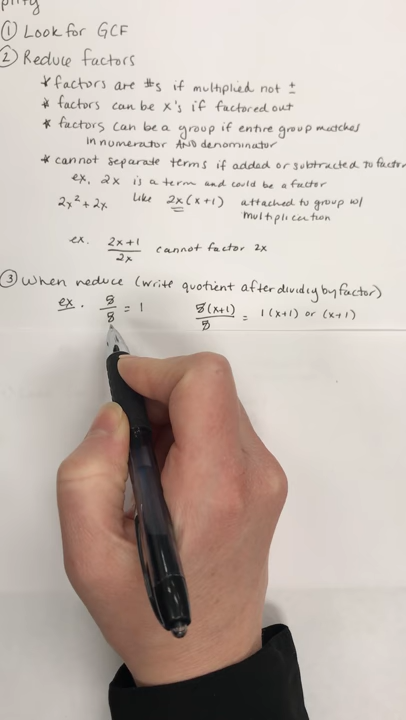 plify
① Look for GCF
② Reduce factors
* factors are #s if multiplied not ±
* factors can be x's if factored out
* factors can be a group if entire group matches
in numerator AND denominator
* cannot separate terms if added or subtracted to factor
ex. 2x is a term and could be a factor
2x² + 2x like 2x(x+1) attached to group w/
multiplication
ex. 2x+1/2x cannot factor 2x
③ When reduce (write quotient after dividing by factor)
ex. 8/8 = 1 8(x+1)/8 = 1(x+1) or (x+1)